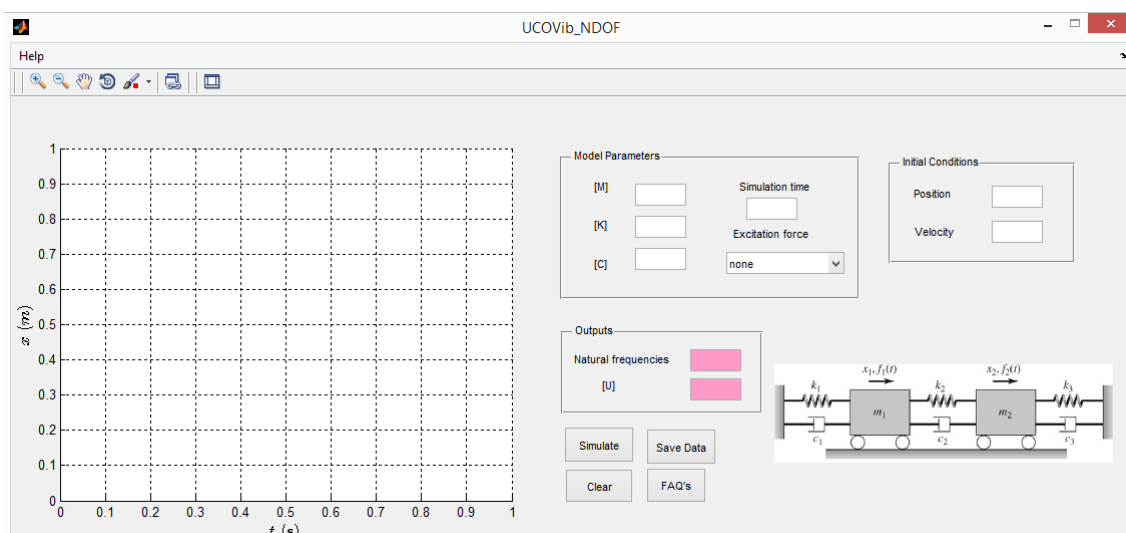 UCOVib_NDOF
Help
1
0.9
0.8
0.7
0.6
0.5
0.4
0.3
0.2
0.1
0
x (m)
0 0.1 0.2 0.3 0.4 0.5 0.6 0.7 0.8 0.9 1
t (s)
Model Parameters
[M]
[K]
[C]
Simulation time
Excitation force
none
Initial Conditions
Position
Velocity
Outputs
Natural frequencies
[U]
Simulate
Save Data
Clear
FAQ's
x₁, f₁(t) x₂, f₂(t)
k₁ k₂ k₃
m₁ m₂
c₁ c₂ c₃